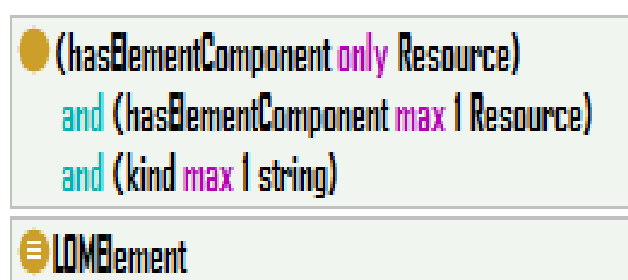 (hasElementComponent only Resource)
and (hasElementComponent max 1 Resource)
and (kind max 1 string)
LOMElement